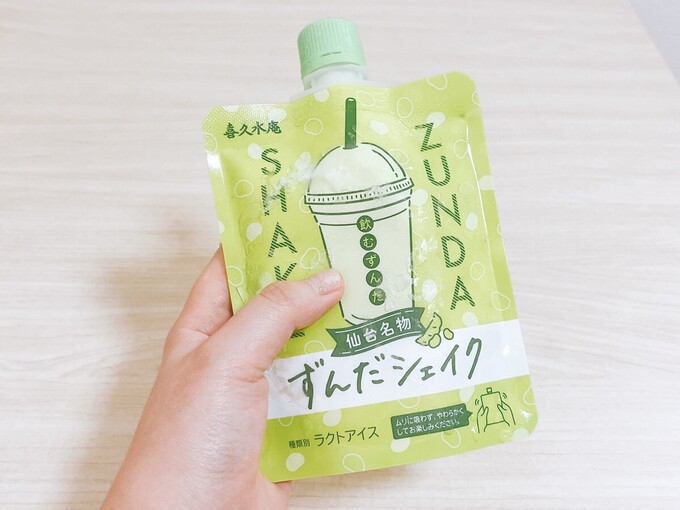 喜久水庵
SHAK
ZUNDA
飲むずんだ
仙台名物
ずんだシェイク
ムリに吸わず、やわらかく
してお楽しみください。
種類別 ラクトアイス